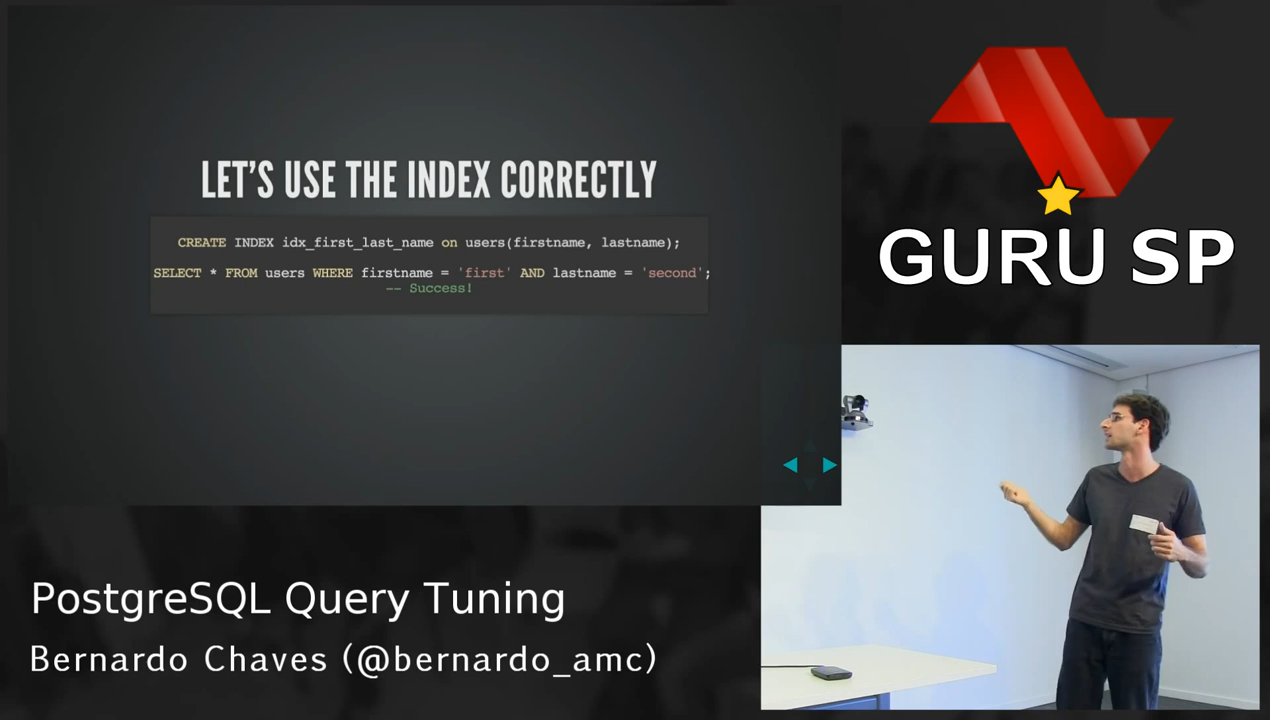 LET'S USE THE INDEX CORRECTLY
CREATE INDEX idx_first_last_name on users(firstname, lastname);
SELECT * FROM users WHERE firstname = 'first' AND lastname = 'second';
-- Success!
GURU SP
PostgreSQL Query Tuning
Bernardo Chaves (@bernardo_amc)